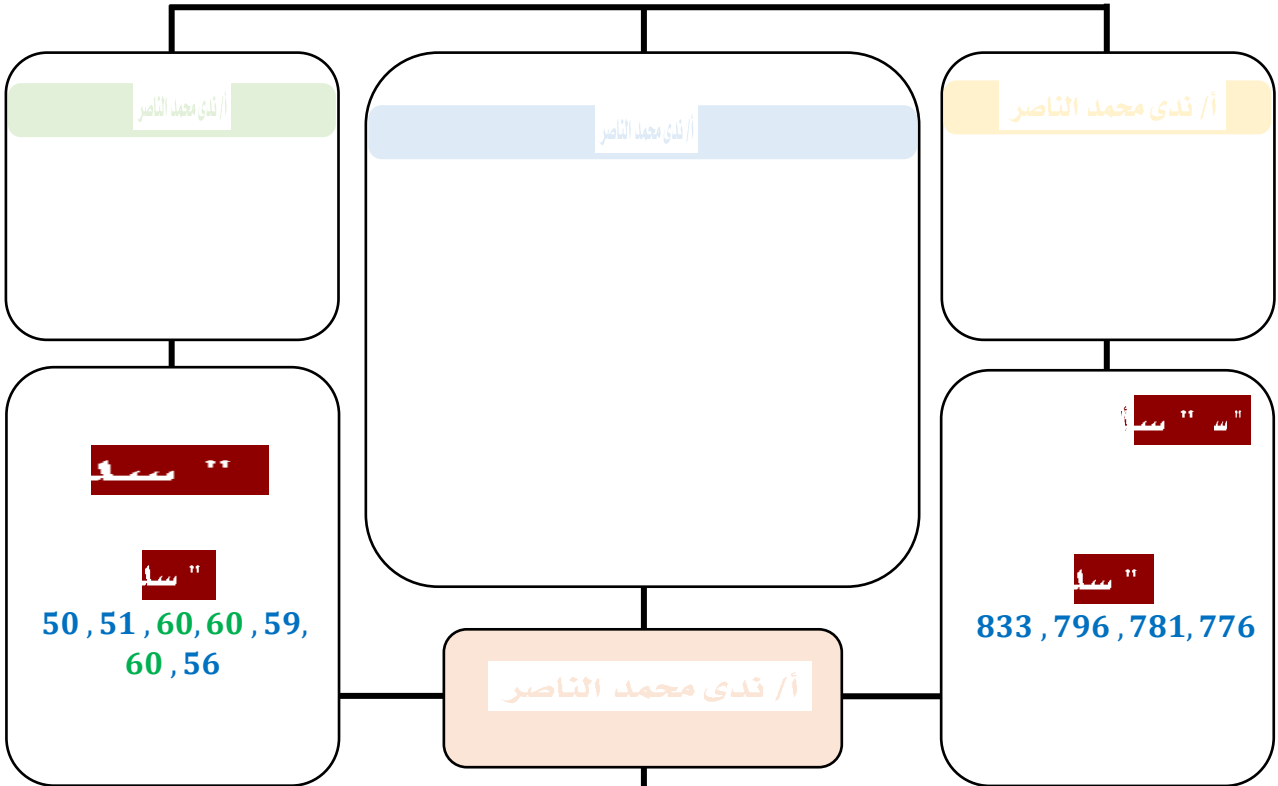 أ/ ندى محمد الناصر
أ/ ندى محمد الناصر
أ/ ندى محمد الناصر
833 , 796 , 781, 776
50 , 51 , 60, 60 , 59,
60 , 56
أ/ ندى محمد الناصر